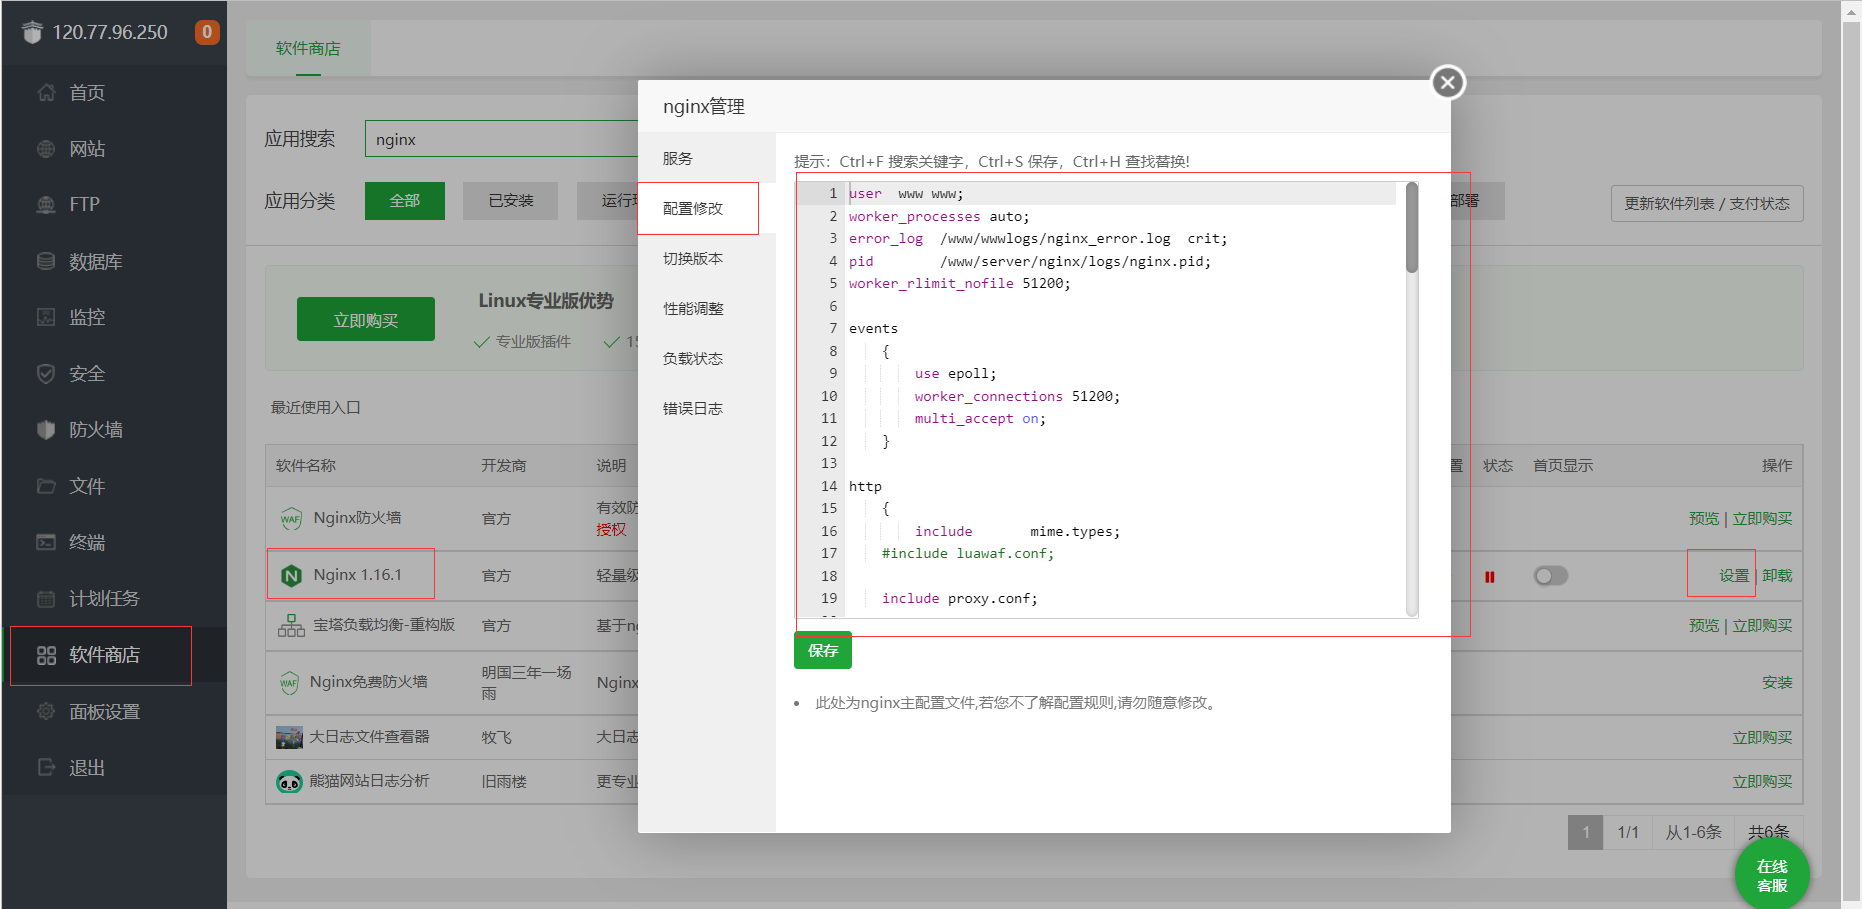 120.77.96.250
0
首页
网站
FTP
数据库
监控
安全
防火墙
文件
终端
计划任务
软件商店
面板设置
退出
软件商店
应用搜索
nginx
应用分类
全部
已安装
运行
部署
更新软件列表 / 支付状态
立即购买
Linux专业版优势
专业版插件
15
最近使用入口
软件名称 开发商 说明 置 状态 首页显示 操作
WAF Nginx防火墙 官方 有效防
授权
预览 | 立即购买
Nginx 1.16.1 官方 轻量级 设置 | 卸载
宝塔负载均衡-重构版 官方 基于ng 预览 | 立即购买
WAF Nginx免费防火墙 明国三年一场
雨
Nginx 安装
大日志文件查看器 牧飞 大日志 立即购买
熊猫网站日志分析 旧雨楼 更专业 立即购买
1 1/1 从1-6条 共6条
在线
客服
nginx管理
服务
配置修改
切换版本
性能调整
负载状态
错误日志
提示：Ctrl+F 搜索关键字，Ctrl+S 保存，Ctrl+H 查找替换!
1 user  www www;
2 worker_processes auto;
3 error_log  /www/wwwlogs/nginx_error.log  crit;
4 pid        /www/server/nginx/logs/nginx.pid;
5 worker_rlimit_nofile 51200;
6
7 events
8     {
9         use epoll;
10         worker_connections 51200;
11         multi_accept on;
12     }
13
14 http
15     {
16         include       mime.types;
17     #include luawaf.conf;
18
19     include proxy.conf;
保存
此处为nginx主配置文件,若您不了解配置规则,请勿随意修改。